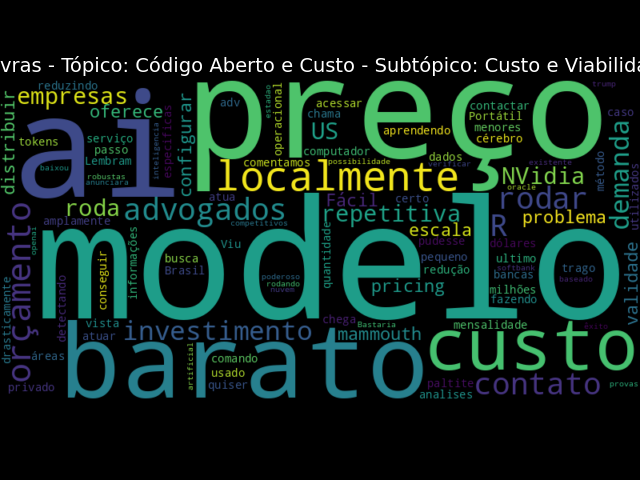 vras - Tópico: Código Aberto e Custo - Subtópico: Custo e Viabilida
reduzindo
empresas
oferece
ai
preço
distribuir
configurar
específicas
inteligencia
adv
estadao
operacional
chama
acessar
US
computador
aprendendo
contactar
Portátil
menores
cérebro
trump
caso
tokens
serviço
passo
Lembram
baixou
robustas
anunciara
comentamos
possibilidade
dados
verificar
existente
método
utilizados
demanda
localmente
NVidia
oracle
rodar
atua
Fácil
certo
roda
advogados
repetitiva
R
problema
amplamente
competitivos
escala
orçamento
modelo
openai
informações
conseguir
detectando
Viu
busca
Brasil
quantidade
poderoso
rodando
nuvem
pudesse
dólares
pequeno
redução
ultimo
softbank
bancas
trago
baseado
validade
pricing
milhões
fazendo
drasticamente
vista
atuar
investimento
chega
Bastaria
mammouth
mensalidade
êxito
áreas
privado
barato
artificial
comando
usado
quiser
custo
paltite
analises
contato
provas